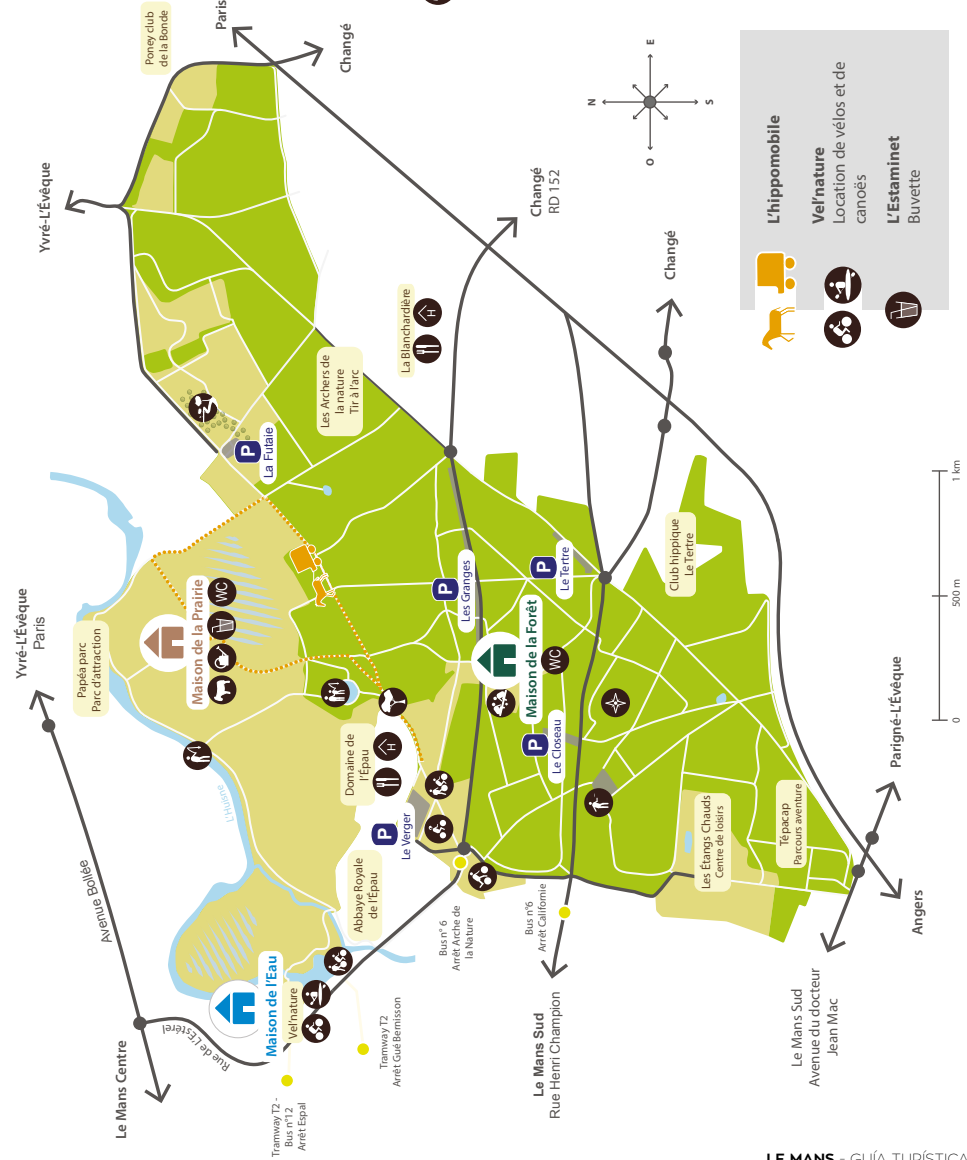 Le Mans Centre
Avenue Bollée
Yvré-L'Évêque
Paris
Yvré-L'Évêque
Poney club
de la Bonde
Paris
Changé
Rue de L'Estérel
L'Huisne
Papéa parc
Parc d'attraction
Maison de la Prairie
WC
P
La Futaie
Les Archers de
la nature
Tir à l'arc
La Blanchardière
H
Changé
RD 152
Changé
Tramway T2 -
Bus n°12
Arrêt Espal
Maison de l'Eau
Vel'nature
Tramway T2
Arrêt Gué Bernisson
Abbaye Royale
de l'Épau
P
Le Verger
Domaine de
l'Épau
H
Bus n° 6
Arrêt Arche de
la Nature
P
Les Granges
Maison de la Forêt
WC
P
Le Tertre
P
Le Closeau
Bus n°6
Arrêt Californie
Le Mans Sud
Rue Henri Champion
Club hippique
Le Tertre
Les Étangs Chauds
Centre de loisirs
Tépacap
Parcours aventure
Le Mans Sud
Avenue du docteur
Jean Mac
Angers
Parigné-L'Évêque
0
500 m
1 km
N
E
S
O
L'hippomobile
Vel'nature
Location de vélos et de
canoës
L'Estaminet
Buvette
LE MANS - GUÍA TURÍSTICA